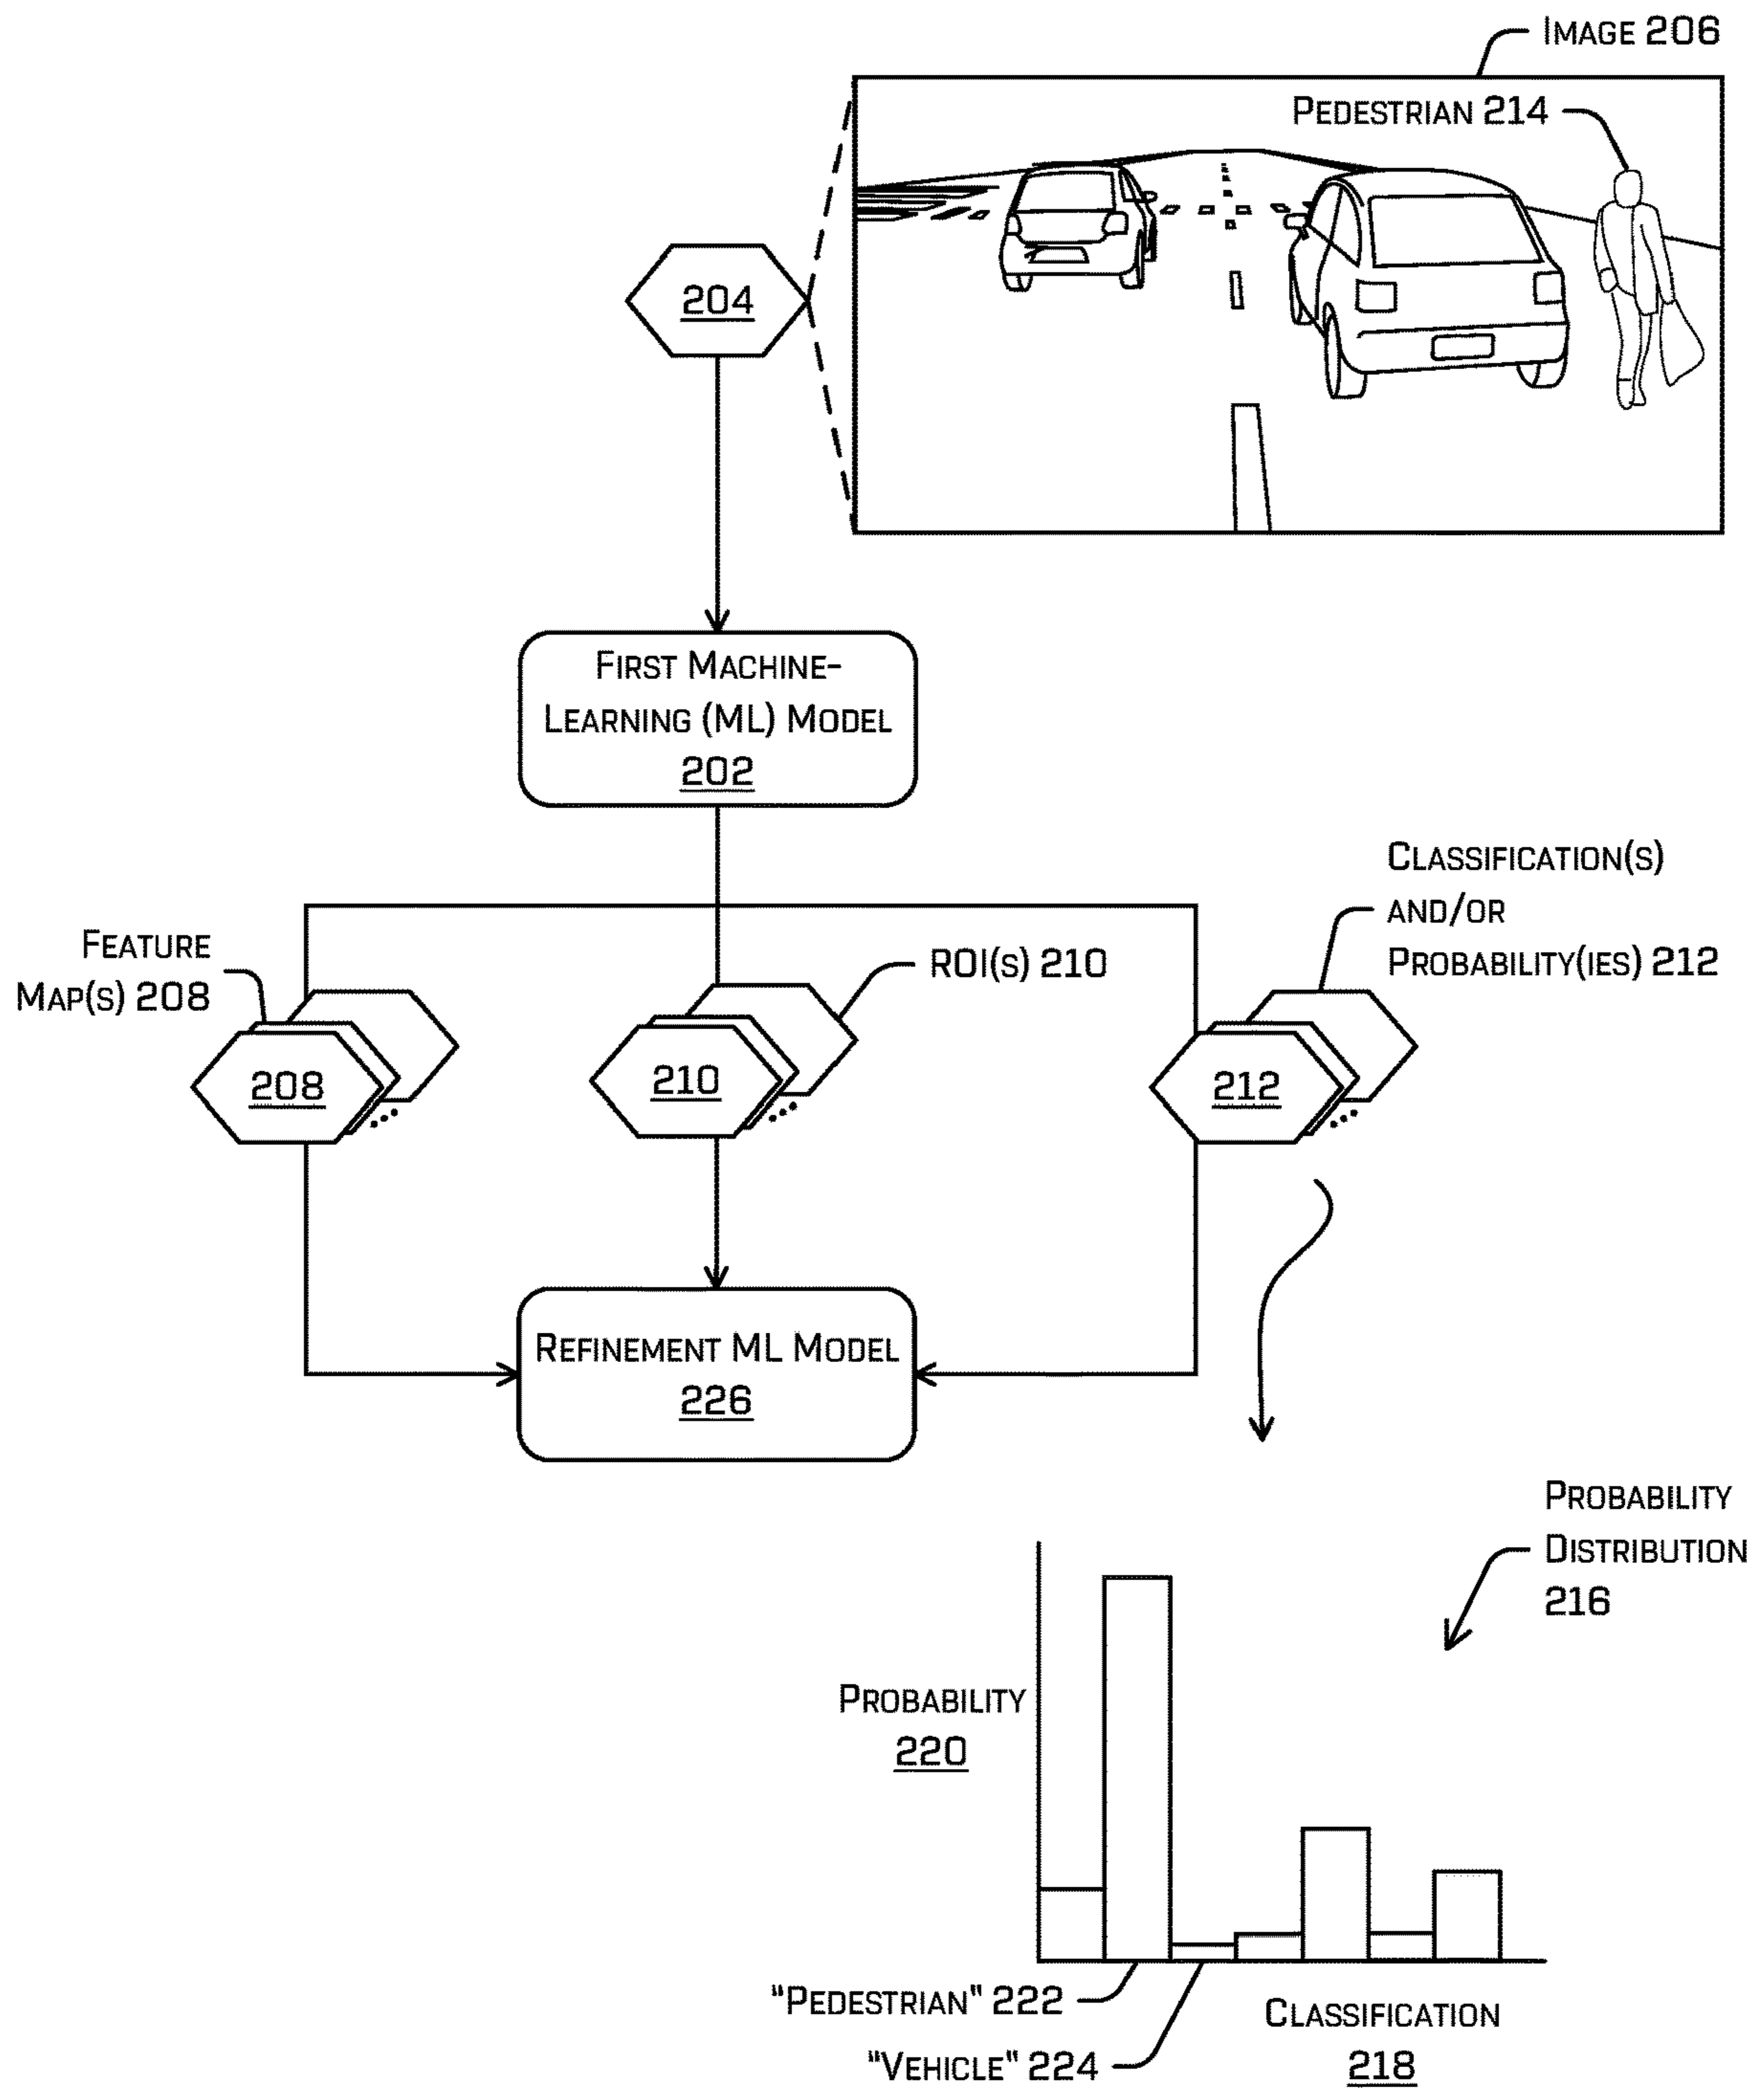 IMAGE 206
PEDESTRIAN 214
204
FIRST MACHINE-
LEARNING (ML) MODEL
202
CLASSIFICATION(S)
AND/OR
PROBABILITY(IES) 212
FEATURE
MAP(S) 208
ROI(S) 210
208
210
212
REFINEMENT ML MODEL
226
PROBABILITY
DISTRIBUTION
216
PROBABILITY
220
"PEDESTRIAN" 222
"VEHICLE" 224
CLASSIFICATION
218